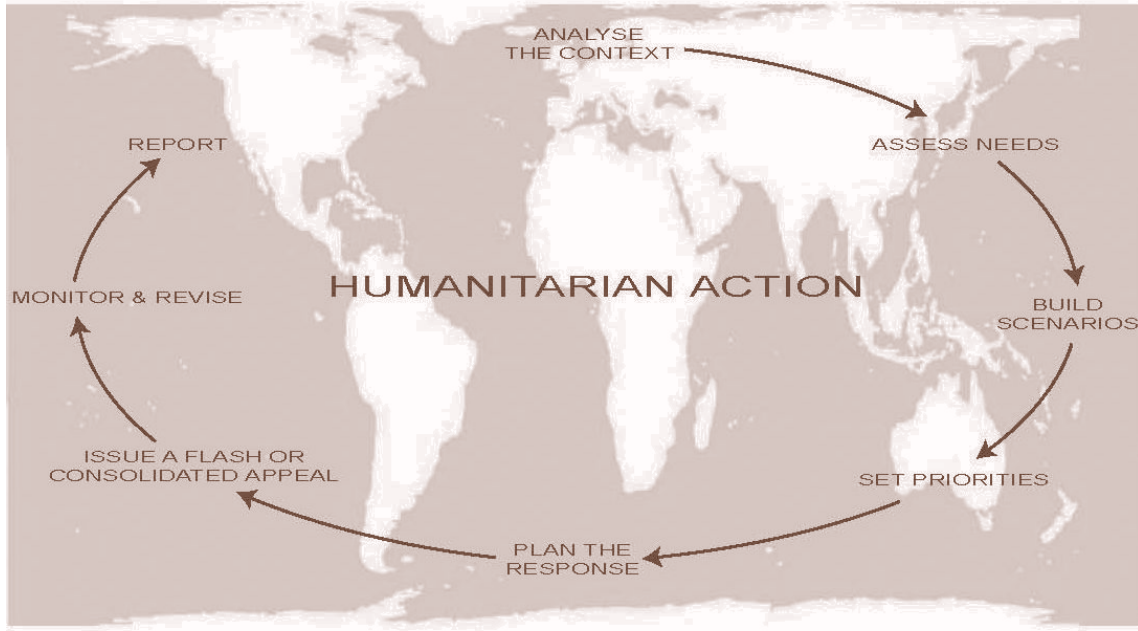 ANALYSE
THE CONTEXT
ASSESS NEEDS
BUILD
SCENARIOS
SET PRIORITIES
PLAN THE
RESPONSE
ISSUE A FLASH OR
CONSOLIDATED APPEAL
MONITOR & REVISE
REPORT
HUMANITARIAN ACTION